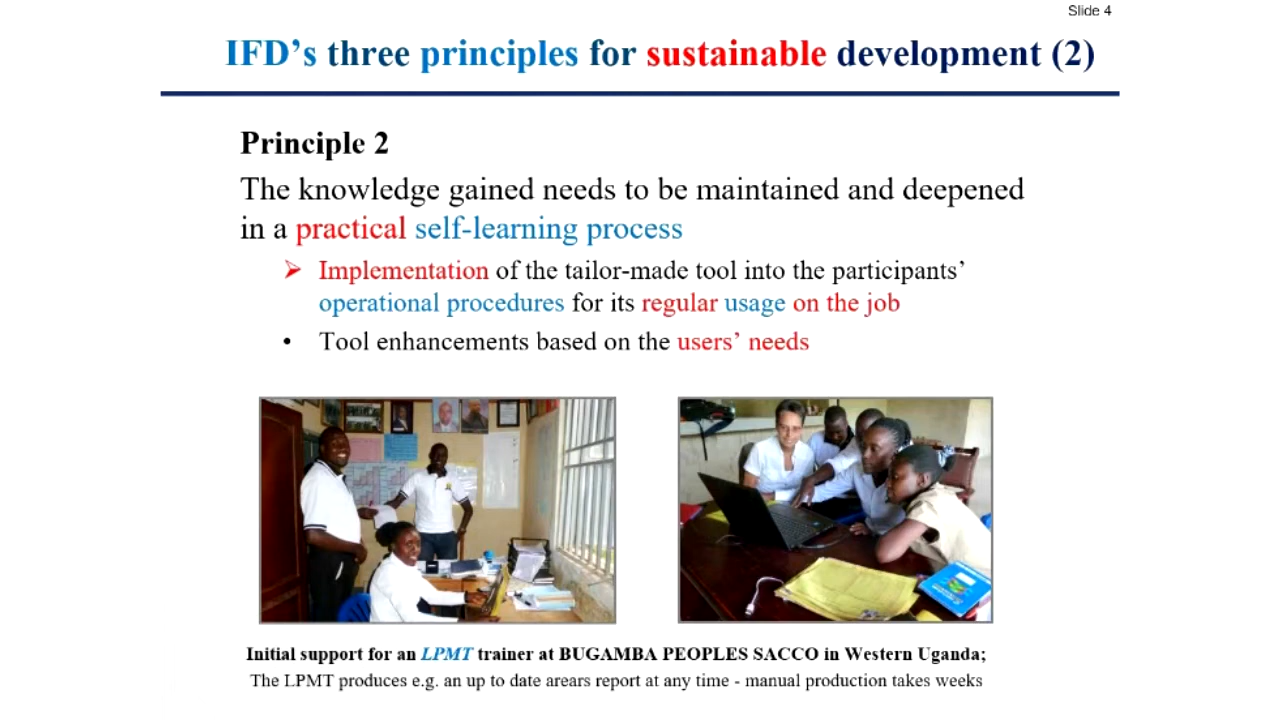 Slide 4
IFD's three principles for sustainable development (2)
Principle 2
The knowledge gained needs to be maintained and deepened
in a practical self-learning process
➢ Implementation of the tailor-made tool into the participants'
operational procedures for its regular usage on the job
• Tool enhancements based on the users' needs
Initial support for an LPMT trainer at BUGAMBA PEOPLES SACCO in Western Uganda;
The LPMT produces e.g. an up to date arears report at any time - manual production takes weeks